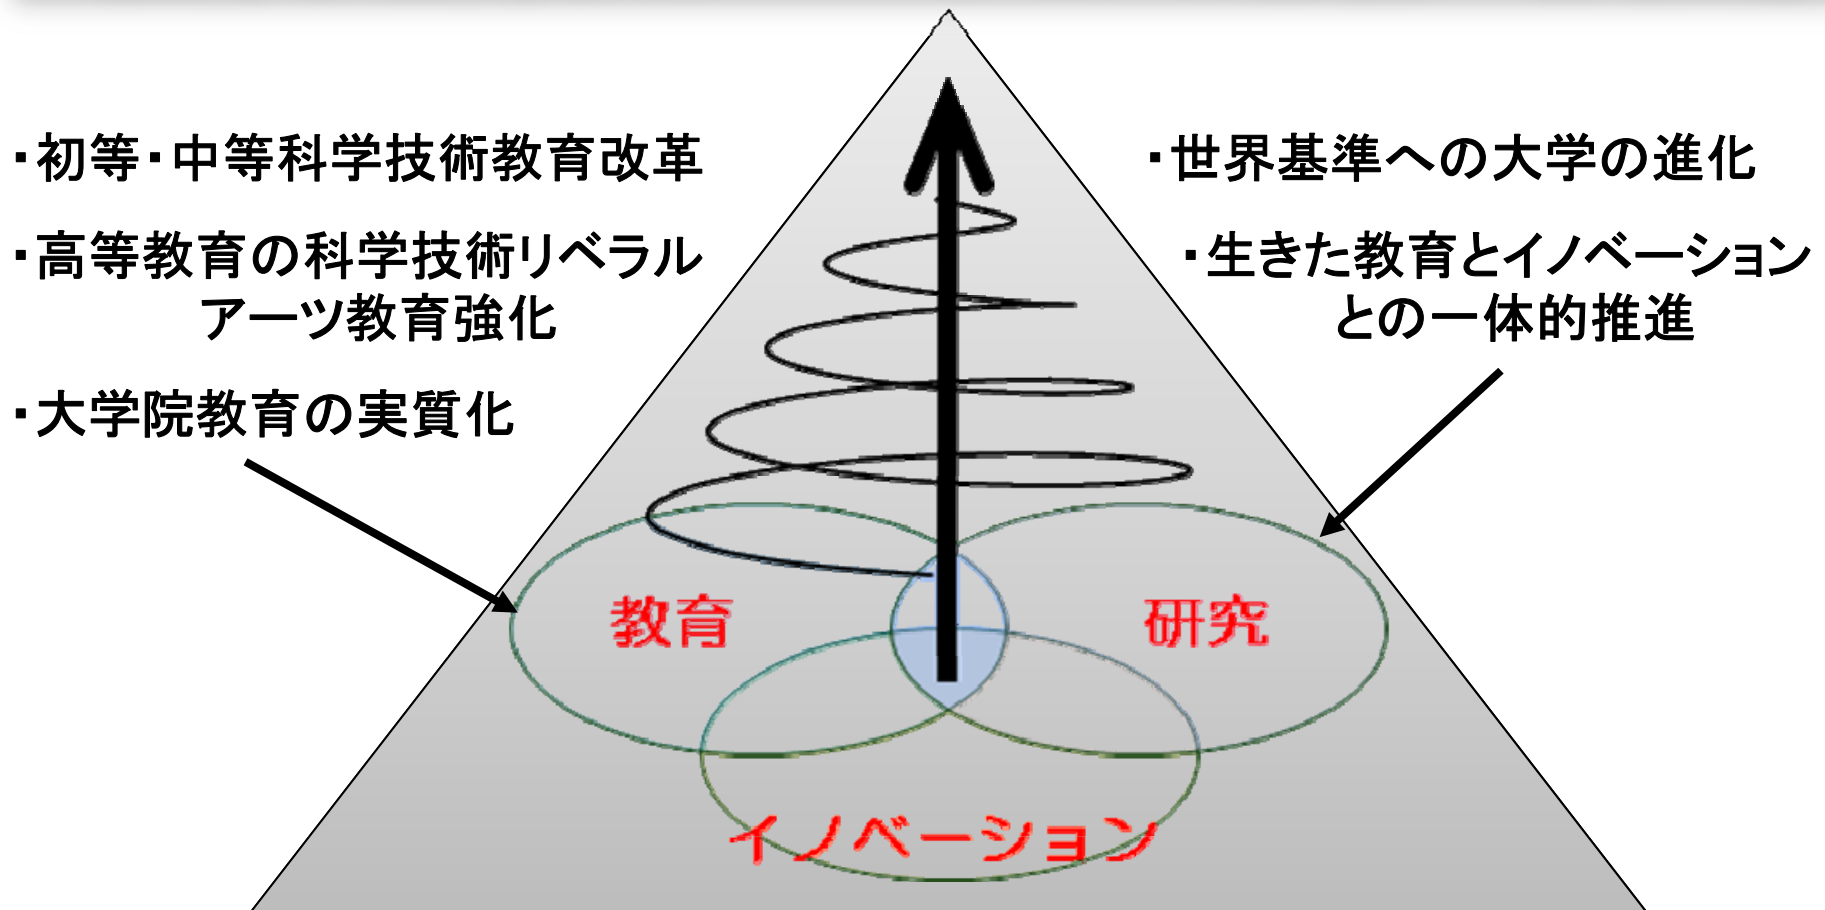 ・初等・中等科学技術教育改革
・高等教育の科学技術リベラル
アーツ教育強化
・大学院教育の実質化
・世界基準への大学の進化
・生きた教育とイノベーション
との一体的推進
教育
研究
イノベーション